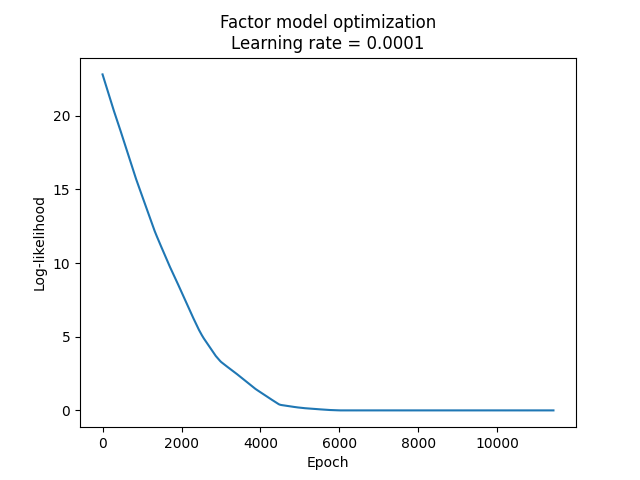 Factor model optimization
Learning rate = 0.0001
20
15
10
5
0
Log-likelihood
0 2000 4000 6000 8000 10000
Epoch